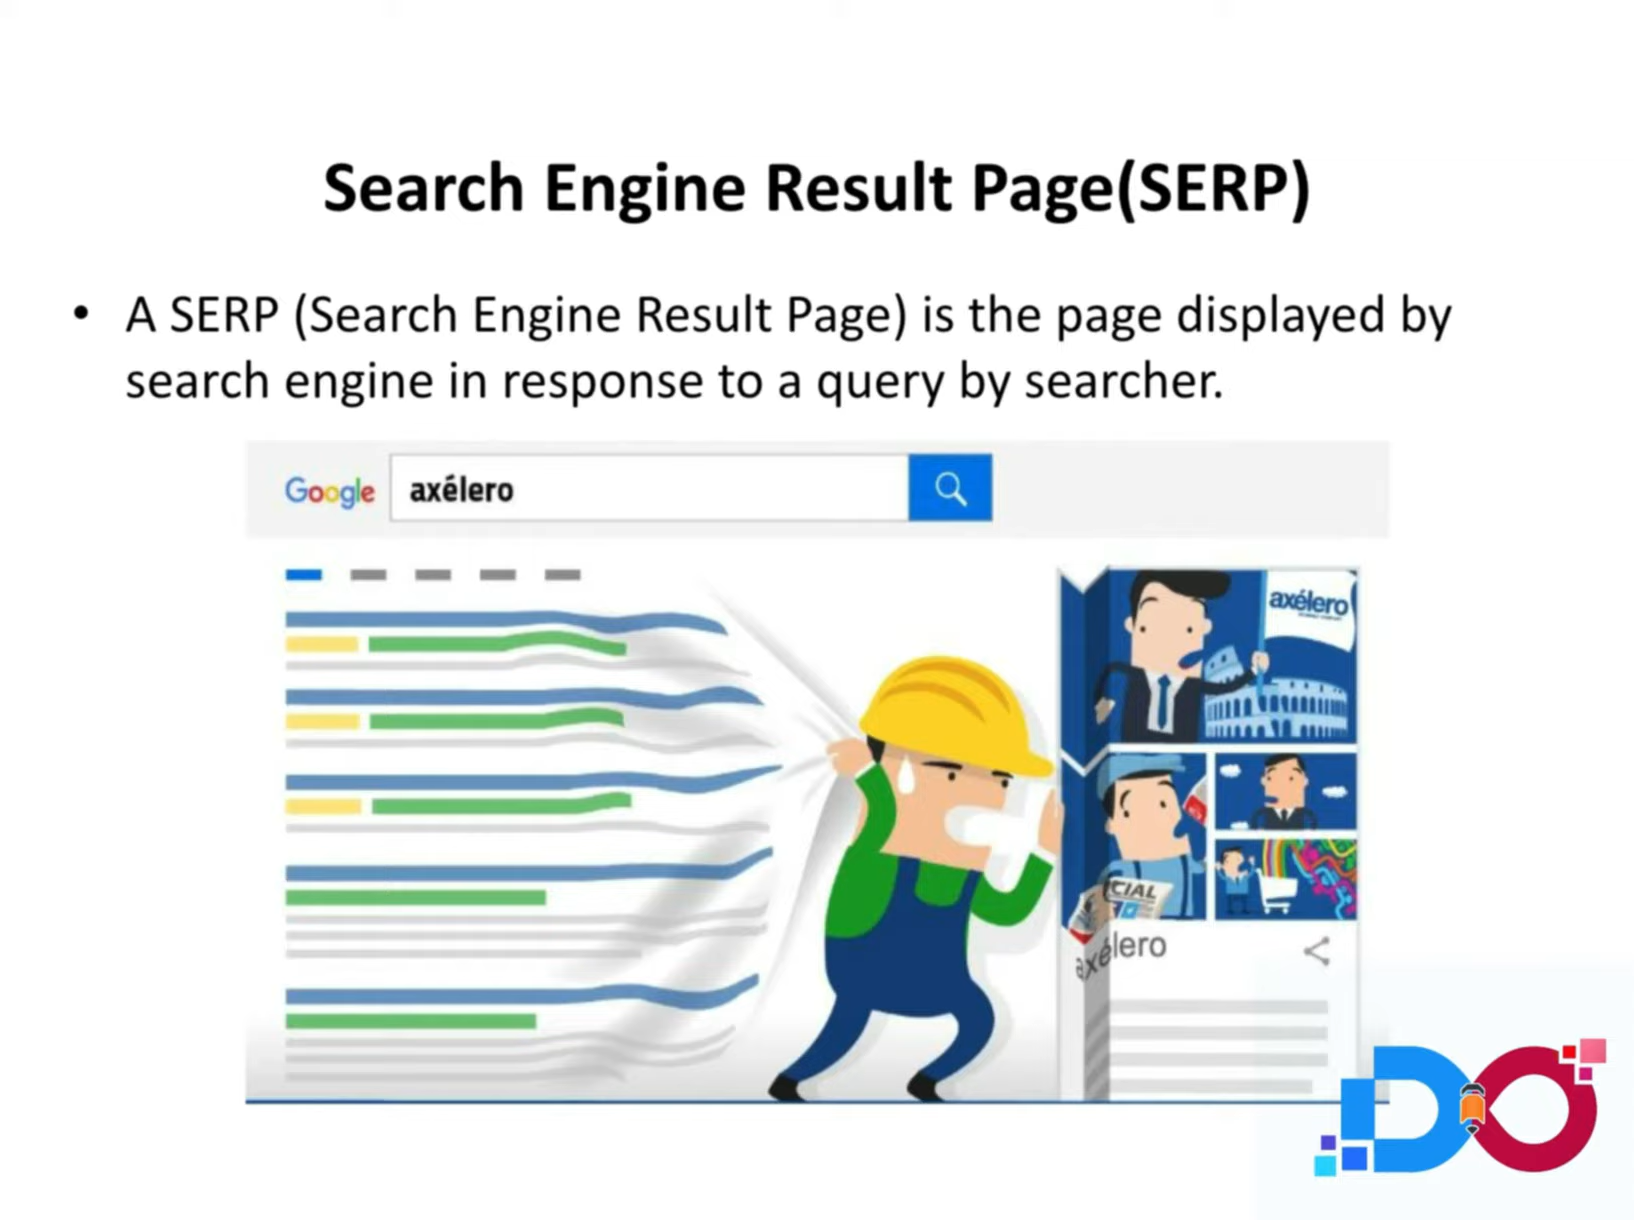 Search Engine Result Page(SERP)
• A SERP (Search Engine Result Page) is the page displayed by
search engine in response to a query by searcher.
Google
axélero
axélero
CIAL
axélero
DO